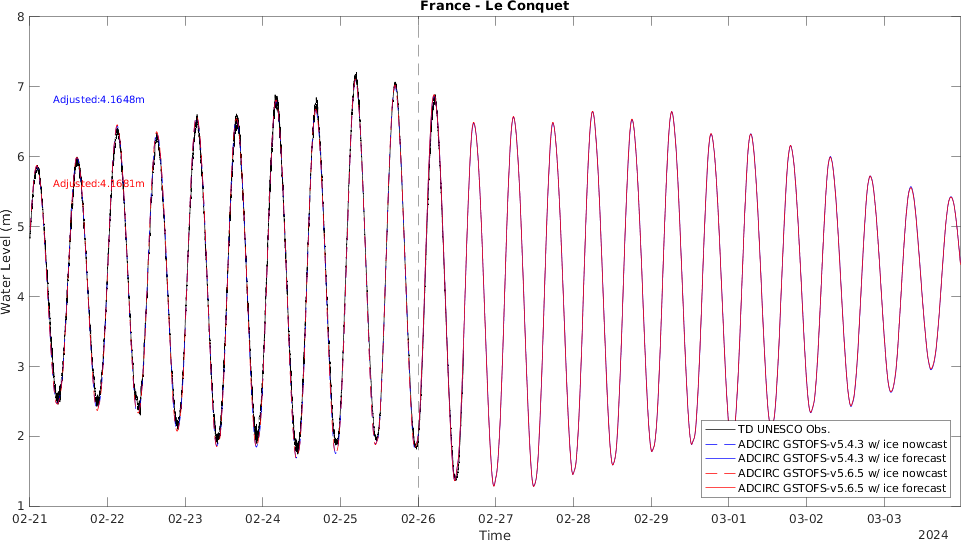 France - Le Conquet
8
7
6
5
4
3
2
1
Water Level (m)
Adjusted:4.1648m
Adjusted:4.1681m
TD UNESCO Obs.
ADCIRC GSTOFS-v5.4.3 w/ ice nowcast
ADCIRC GSTOFS-v5.4.3 w/ ice forecast
ADCIRC GSTOFS-v5.6.5 w/ ice nowcast
ADCIRC GSTOFS-v5.6.5 w/ ice forecast
02-21 02-22 02-23 02-24 02-25 02-26 02-27 02-28 02-29 03-01 03-02 03-03
Time
2024